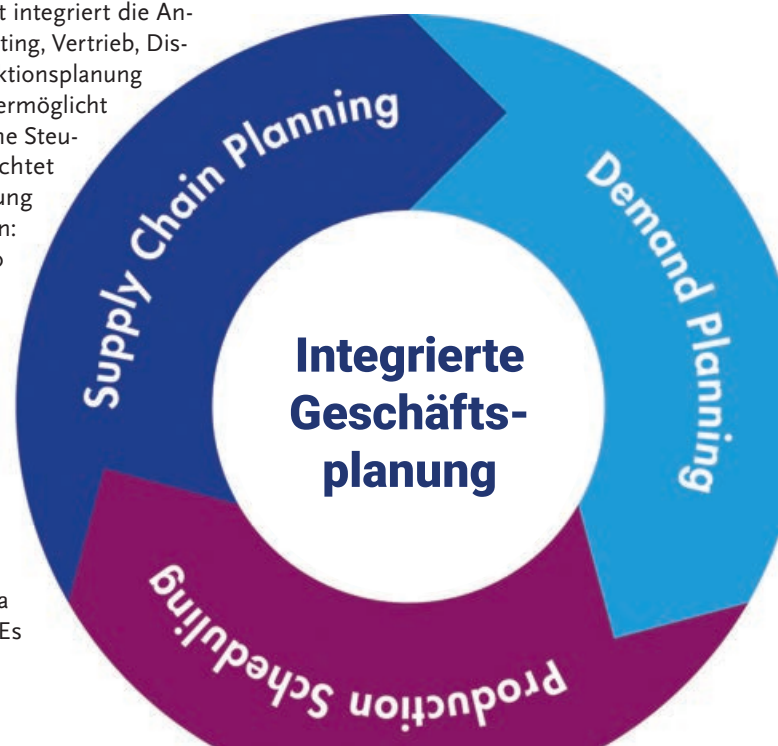 t integriert die An-
ting, Vertrieb, Dis-
ktionsplanung
ermöglicht
ne Steu-
chtet
ung
n:
Supply Chain Planning
Demand Planning
Integrierte
Geschäfts-
planung
Production Scheduling
a
Es